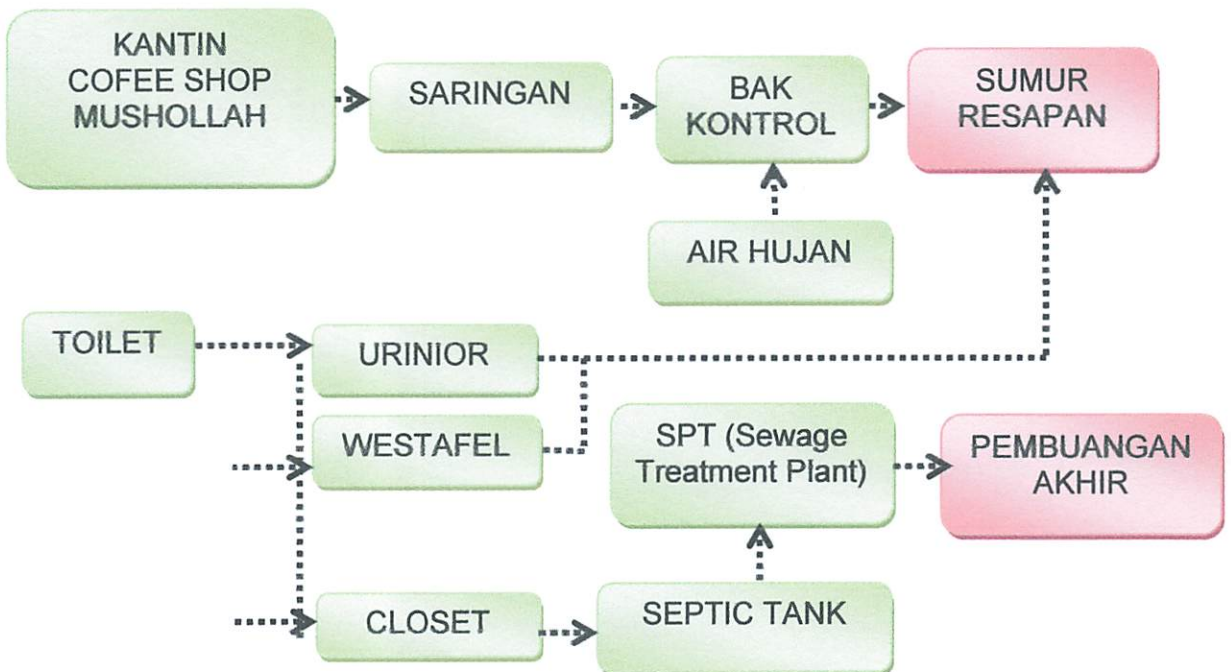 KANTIN
COFEE SHOP
MUSHOLLAH
SARINGAN
BAK
KONTROL
SUMUR
RESAPAN
AIR HUJAN
TOILET
URINIOR
WESTAFEL
SPT (Sewage
Treatment Plant)
PEMBUANGAN
AKHIR
CLOSET
SEPTIC TANK